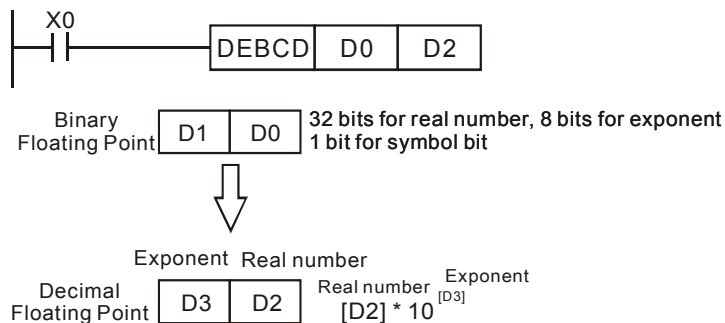 X0
DEBCD D0 D2
Binary
Floating Point
D1 D0
32 bits for real number, 8 bits for exponent
1 bit for symbol bit
Exponent Real number
Decimal
Floating Point
D3 D2
Real number Exponent
[D2] * 10 [D3]